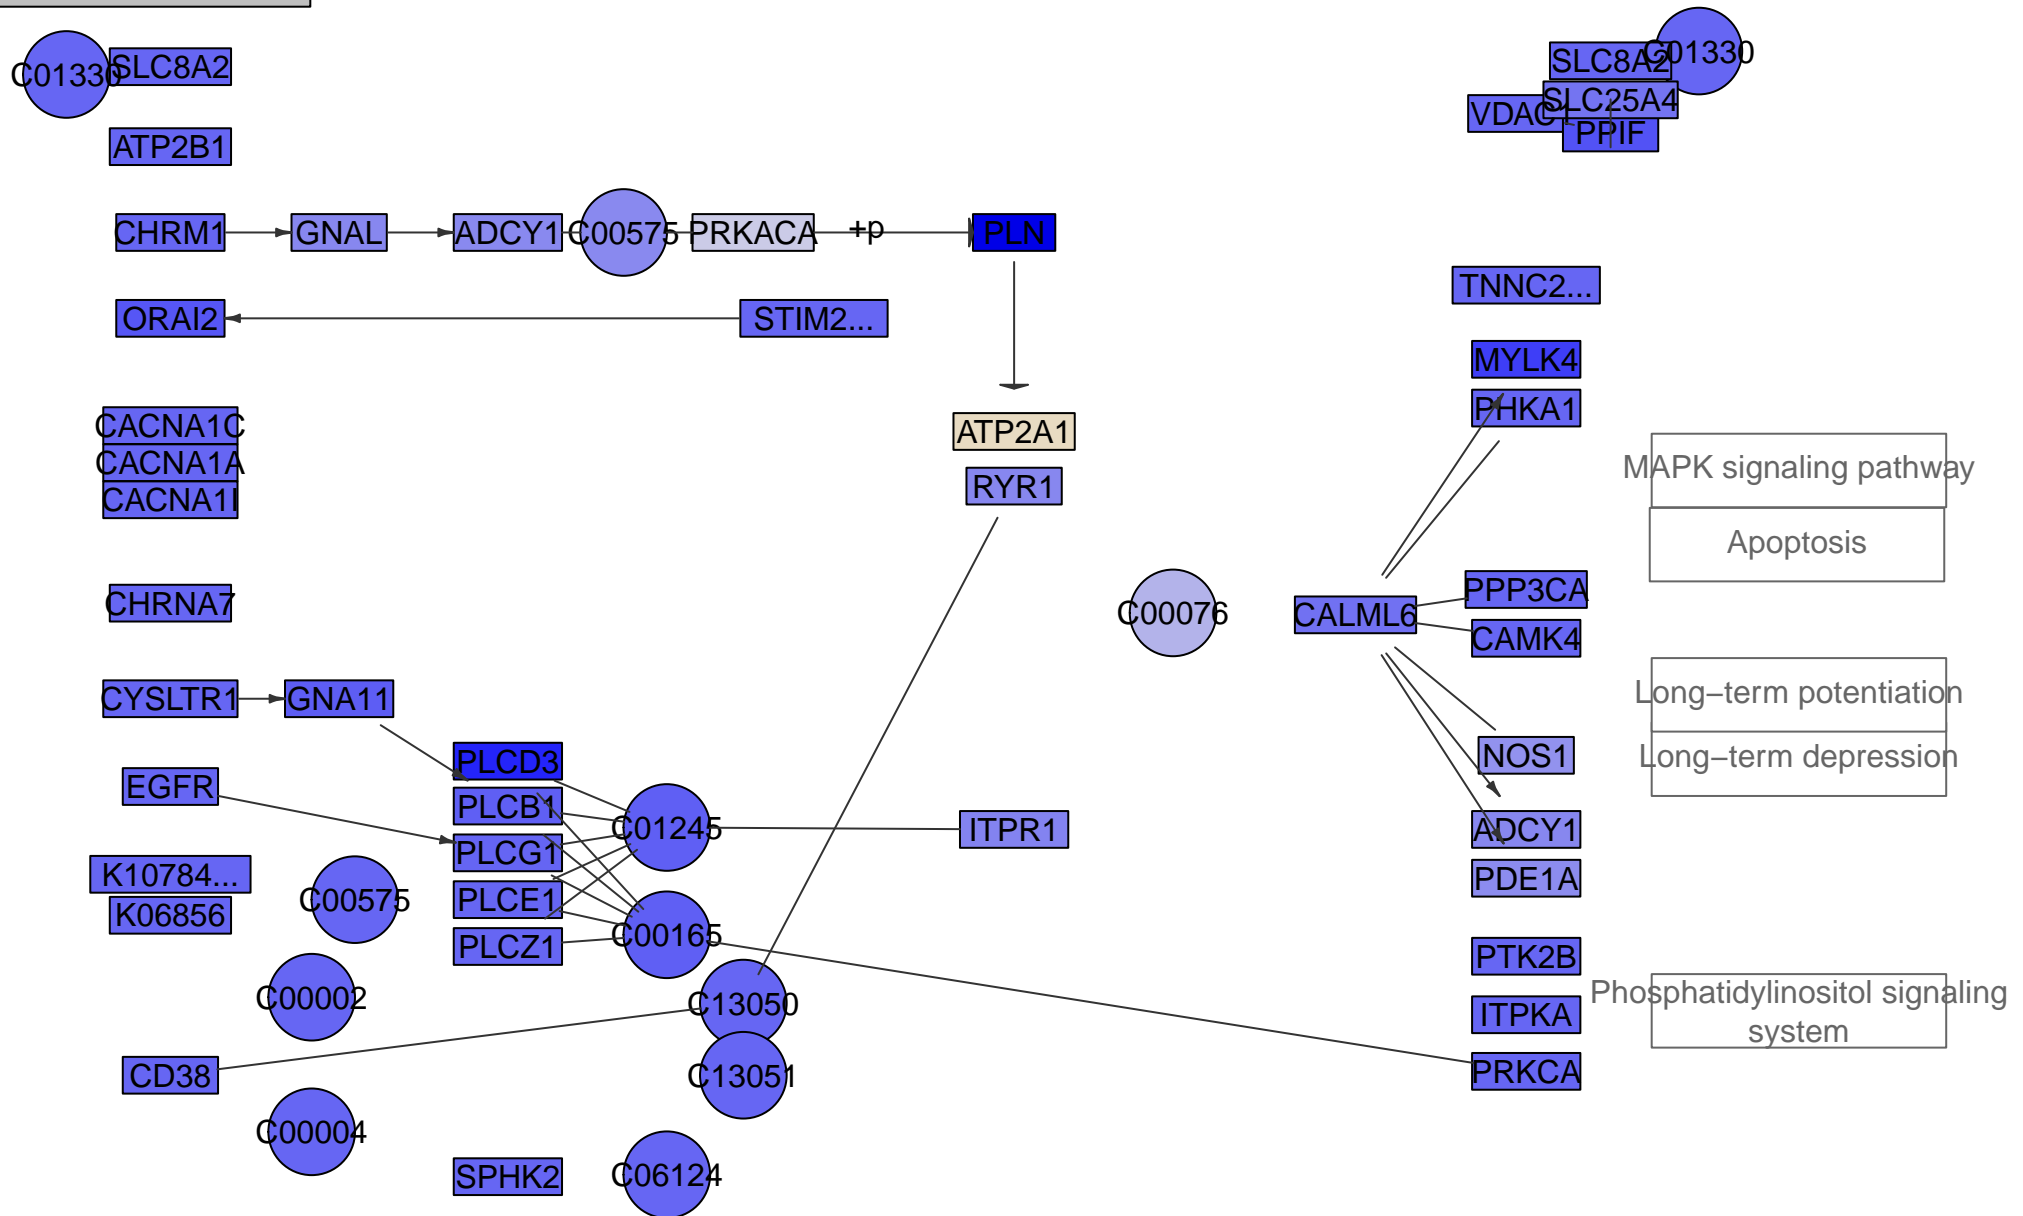 C01330
SLC8A2
SLC8A2
C01330
SLC25A4
VDAC1
PPIF
ATP2B1
CHRM1
GNAL
ADCY1
C00575
PRKACA
+p
PLN
TNNC2...
ORAI2
STIM2...
MYLK4
PHKA1
CACNA1C
CACNA1A
CACNA1I
ATP2A1
RYR1
MAPK signaling pathway
Apoptosis
CHRNA7
C00076
CALML6
PPP3CA
CAMK4
CYSLTR1
GNA11
Long–term potentiation
Long–term depression
NOS1
PLCD3
EGFR
PLCB1
C01245
ITPR1
ADCY1
PLCG1
PDE1A
K10784...
K06856
C00575
PLCE1
PLCZ1
C00165
PTK2B
C00002
C13050
ITPKA
Phosphatidylinositol signaling
system
CD38
C13051
PRKCA
C00004
SPHK2
C06124